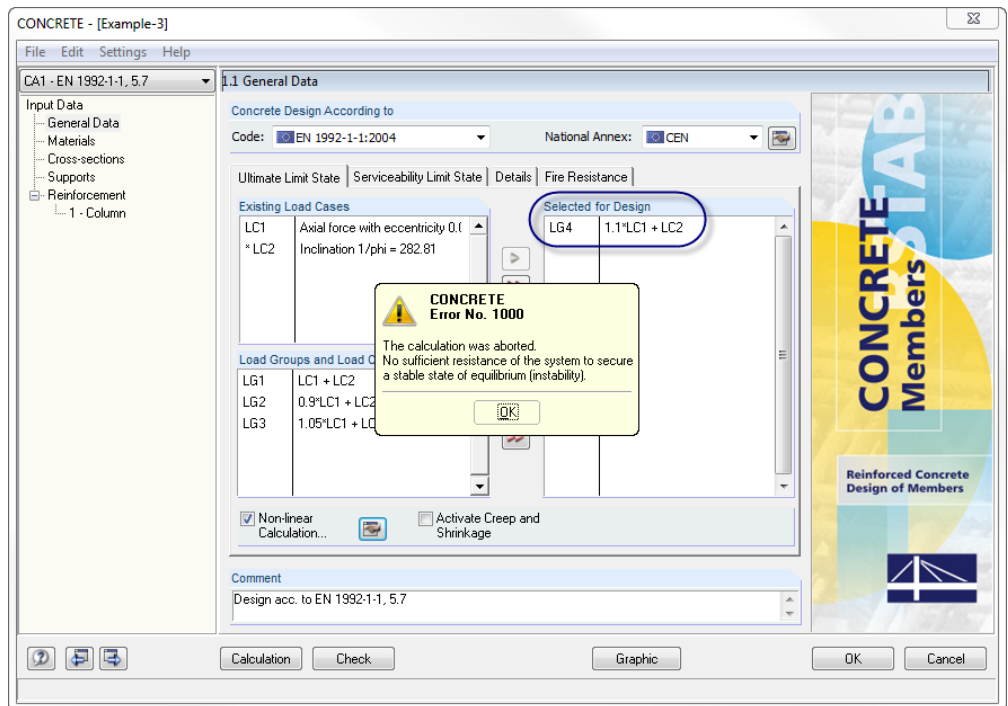 CONCRETE - [Example-3]
File Edit Settings Help
CA1 - EN 1992-1-1, 5.7
Input Data
General Data
Materials
Cross-sections
Supports
Reinforcement
1 - Column
1.1 General Data
Concrete Design According to
Code: EN 1992-1-1:2004
National Annex: CEN
Ultimate Limit State Serviceability Limit State Details Fire Resistance
Existing Load Cases
LC1 Axial force with eccentricity 0.(
* LC2 Inclination 1/phi = 282.81
>
Selected for Design
LG4 1.1*LC1 + LC2
CONCRETE
Error No. 1000
The calculation was aborted.
No sufficient resistance of the system to secure
a stable state of equilibrium (instability).
OK
Load Groups and Load C
LG1 LC1 + LC2
LG2 0.9*LC1 + LC2
LG3 1.05*LC1 + LC
Non-linear
Calculation...
Activate Creep and
Shrinkage
Comment
Design acc. to EN 1992-1-1, 5.7
CONCRETE
Members
STAB
Reinforced Concrete
Design of Members
Calculation Check Graphic OK Cancel